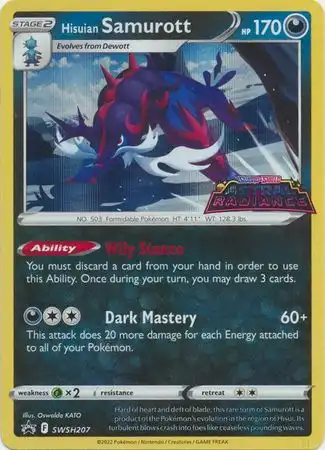 STAGE 2
Hisuian Samurott
HP 170
Evolves from Dewott
ASTRAL
RADIANCE
NO. 503 Formidable Pokémon HT: 4'11" WT: 128.3 lbs.
Ability Wily Stance
You must discard a card from your hand in order to use
this Ability. Once during your turn, you may draw 3 cards.
Dark Mastery 60+
This attack does 20 more damage for each Energy attached
to all of your Pokémon.
weakness ×2 resistance retreat
Illus. Oswaldo KATO
F SWSH207
Hard of heart and deft of blade, this rare form of Samurott is a
product of the Pokémon's evolution in the region of Hisui. Its
turbulent blows crash into foes like ceaseless pounding waves.
©2022 Pokémon / Nintendo / Creatures / GAME FREAK